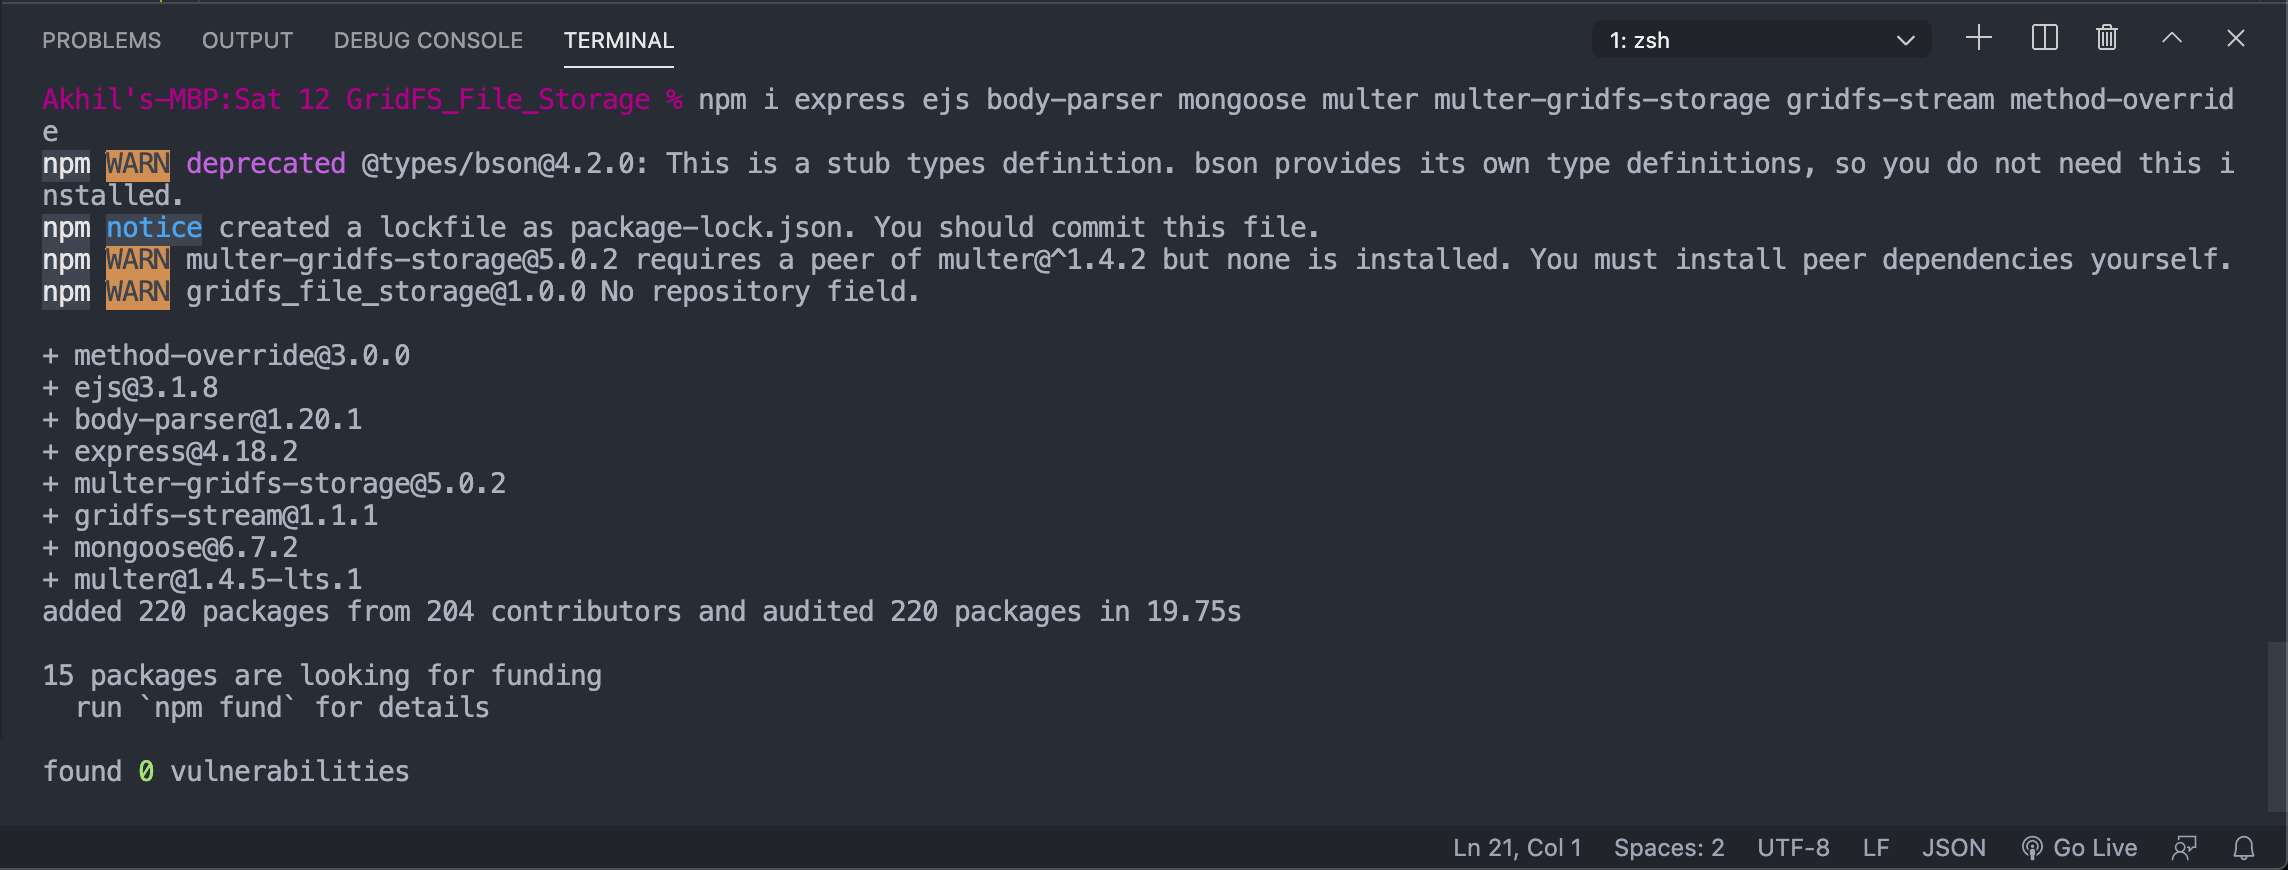 PROBLEMS OUTPUT DEBUG CONSOLE TERMINAL 1: zsh
Akhil's-MBP:Sat 12 GridFS_File_Storage % npm i express ejs body-parser mongoose multer multer-gridfs-storage gridfs-stream method-overrid
e
npm WARN deprecated @types/bson@4.2.0: This is a stub types definition. bson provides its own type definitions, so you do not need this i
nstalled.
npm notice created a lockfile as package-lock.json. You should commit this file.
npm WARN multer-gridfs-storage@5.0.2 requires a peer of multer@^1.4.2 but none is installed. You must install peer dependencies yourself.
npm WARN gridfs_file_storage@1.0.0 No repository field.
+ method-override@3.0.0
+ ejs@3.1.8
+ body-parser@1.20.1
+ express@4.18.2
+ multer-gridfs-storage@5.0.2
+ gridfs-stream@1.1.1
+ mongoose@6.7.2
+ multer@1.4.5-lts.1
added 220 packages from 204 contributors and audited 220 packages in 19.75s
15 packages are looking for funding
run `npm fund` for details
found 0 vulnerabilities
Ln 21, Col 1 Spaces: 2 UTF-8 LF JSON Go Live